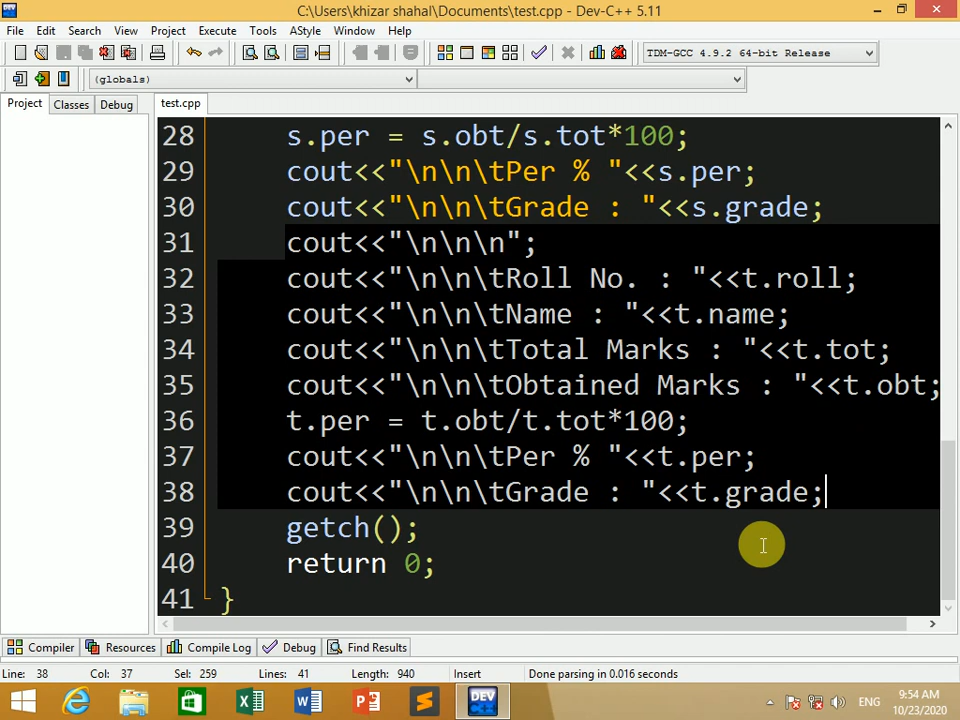 C:\Users\khizar shahal\Documents\test.cpp - Dev-C++ 5.11
File Edit Search View Project Execute Tools AStyle Window Help
TDM-GCC 4.9.2 64-bit Release
(globals)
Project Classes Debug
test.cpp
28 s.per = s.obt/s.tot*100;
29 cout<<"\n\n\tPer % "<<s.per;
30 cout<<"\n\n\tGrade : "<<s.grade;
31 cout<<"\n\n\n";
32 cout<<"\n\n\tRoll No. : "<<t.roll;
33 cout<<"\n\n\tName : "<<t.name;
34 cout<<"\n\n\tTotal Marks : "<<t.tot;
35 cout<<"\n\n\tObtained Marks : "<<t.obt;
36 t.per = t.obt/t.tot*100;
37 cout<<"\n\n\tPer % "<<t.per;
38 cout<<"\n\n\tGrade : "<<t.grade;
39 getch();
40 return 0;
41 }
Compiler Resources Compile Log Debug Find Results
Line: 38 Col: 37 Sel: 259 Lines: 41 Length: 940 Insert Done parsing in 0.016 seconds
DEV
ENG
9:54 AM
10/23/2020